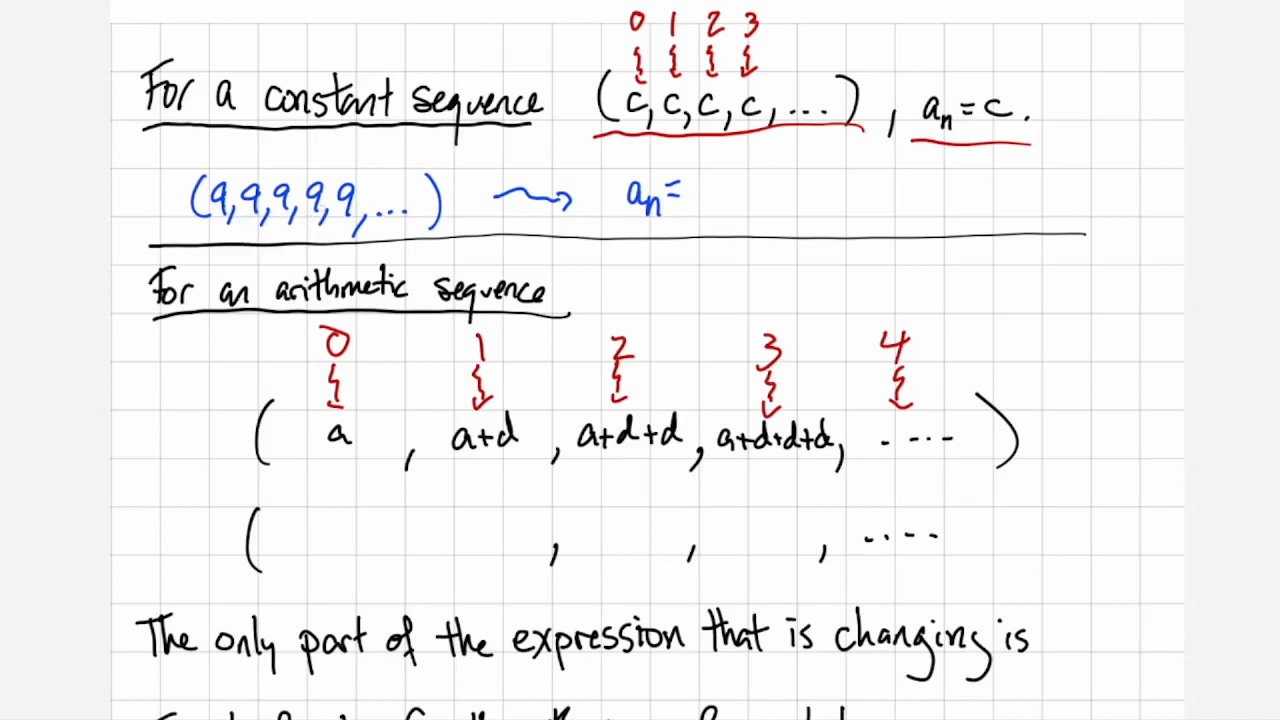 0 1 2 3
For a constant sequence (c, c, c, c, ...), aₙ = c.
(9, 9, 9, 9, 9, ...) aₙ =
For an arithmetic sequence
0 1 2 3 4
( a , a+d , a+d+d , a+d+d+d, ..... )
( , , , .....
The only part of the expression that is changing is